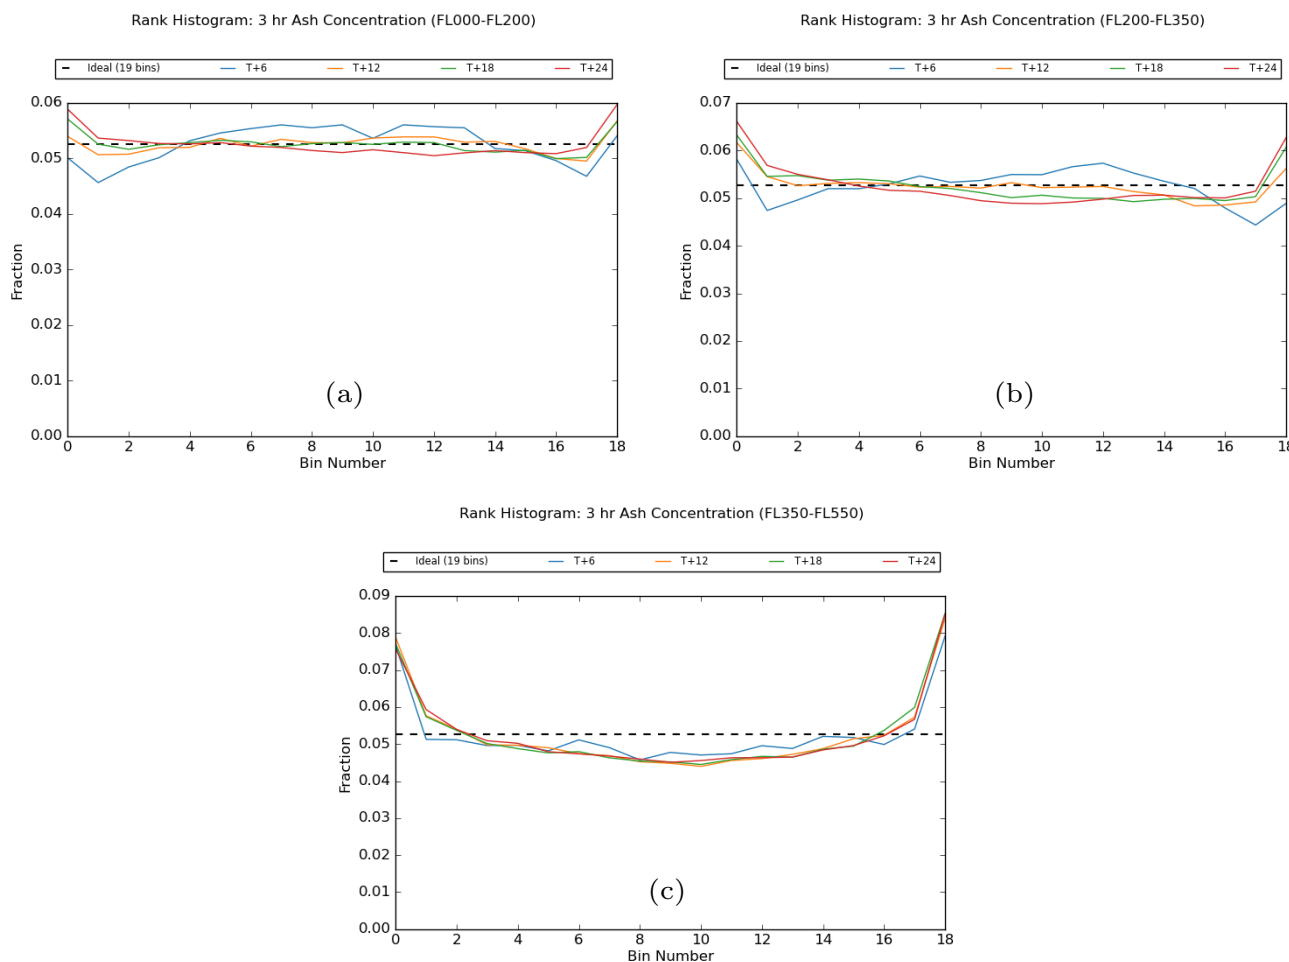 Rank Histogram: 3 hr Ash Concentration (FL000-FL200)
Ideal (19 bins) T+6 T+12 T+18 T+24
0.06
0.05
0.04
0.03
0.02
0.01
0.00
Fraction
(a)
0 2 4 6 8 10 12 14 16 18
Bin Number
Rank Histogram: 3 hr Ash Concentration (FL200-FL350)
Ideal (19 bins) T+6 T+12 T+18 T+24
0.07
0.06
0.05
0.04
0.03
0.02
0.01
0.00
Fraction
(b)
0 2 4 6 8 10 12 14 16 18
Bin Number
Rank Histogram: 3 hr Ash Concentration (FL350-FL550)
Ideal (19 bins) T+6 T+12 T+18 T+24
0.09
0.08
0.07
0.06
0.05
0.04
0.03
0.02
0.01
0.00
Fraction
(c)
0 2 4 6 8 10 12 14 16 18
Bin Number